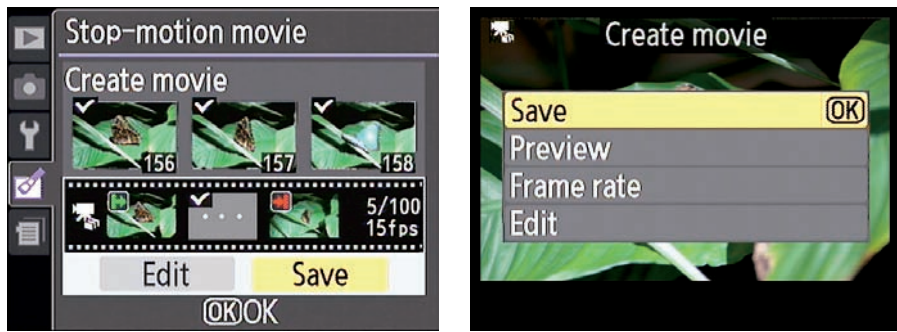 Stop-motion movie
Create movie
156 157 158
5/100
15fps
Edit Save
OK OK
Create movie
Save OK
Preview
Frame rate
Edit